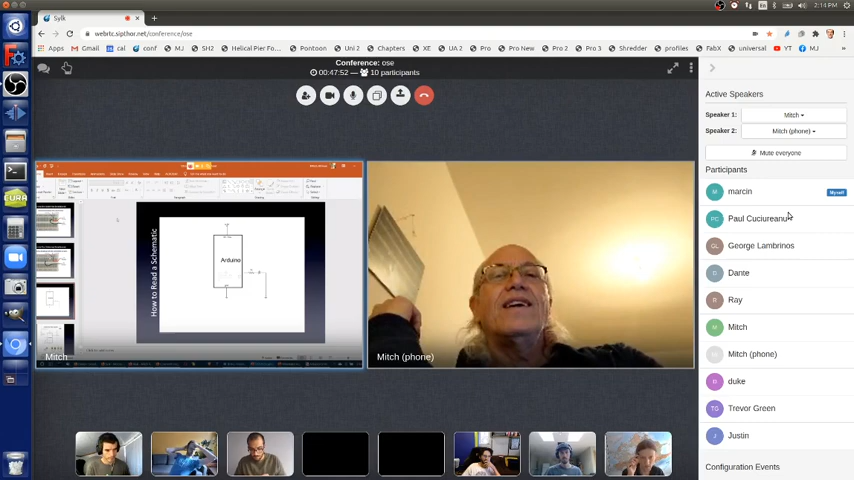 2:14 PM
Sylk
webrtc.sipthor.net/conference/ose
Apps
Gmail
cal
conf
MJ
SH2
Helical Pier Fo...
Pontoon
Uni 2
Chapters
XE
UA 2
Pro
Pro New
Pro 2
Pro 3
Shredder
profiles
FabX
universal
YT
MJ
Conference: ose
00:47:52 — 10 participants
How to Read a Schematic
Arduino
Mitch
Mitch (phone)
Active Speakers
Speaker 1: Mitch
Speaker 2: Mitch (phone)
Mute everyone
Participants
M marcin Myself
PC Paul Cuciureanu
GL George Lambrinos
D Dante
R Ray
M Mitch
M Mitch (phone)
D duke
TG Trevor Green
J Justin
Configuration Events
CURA